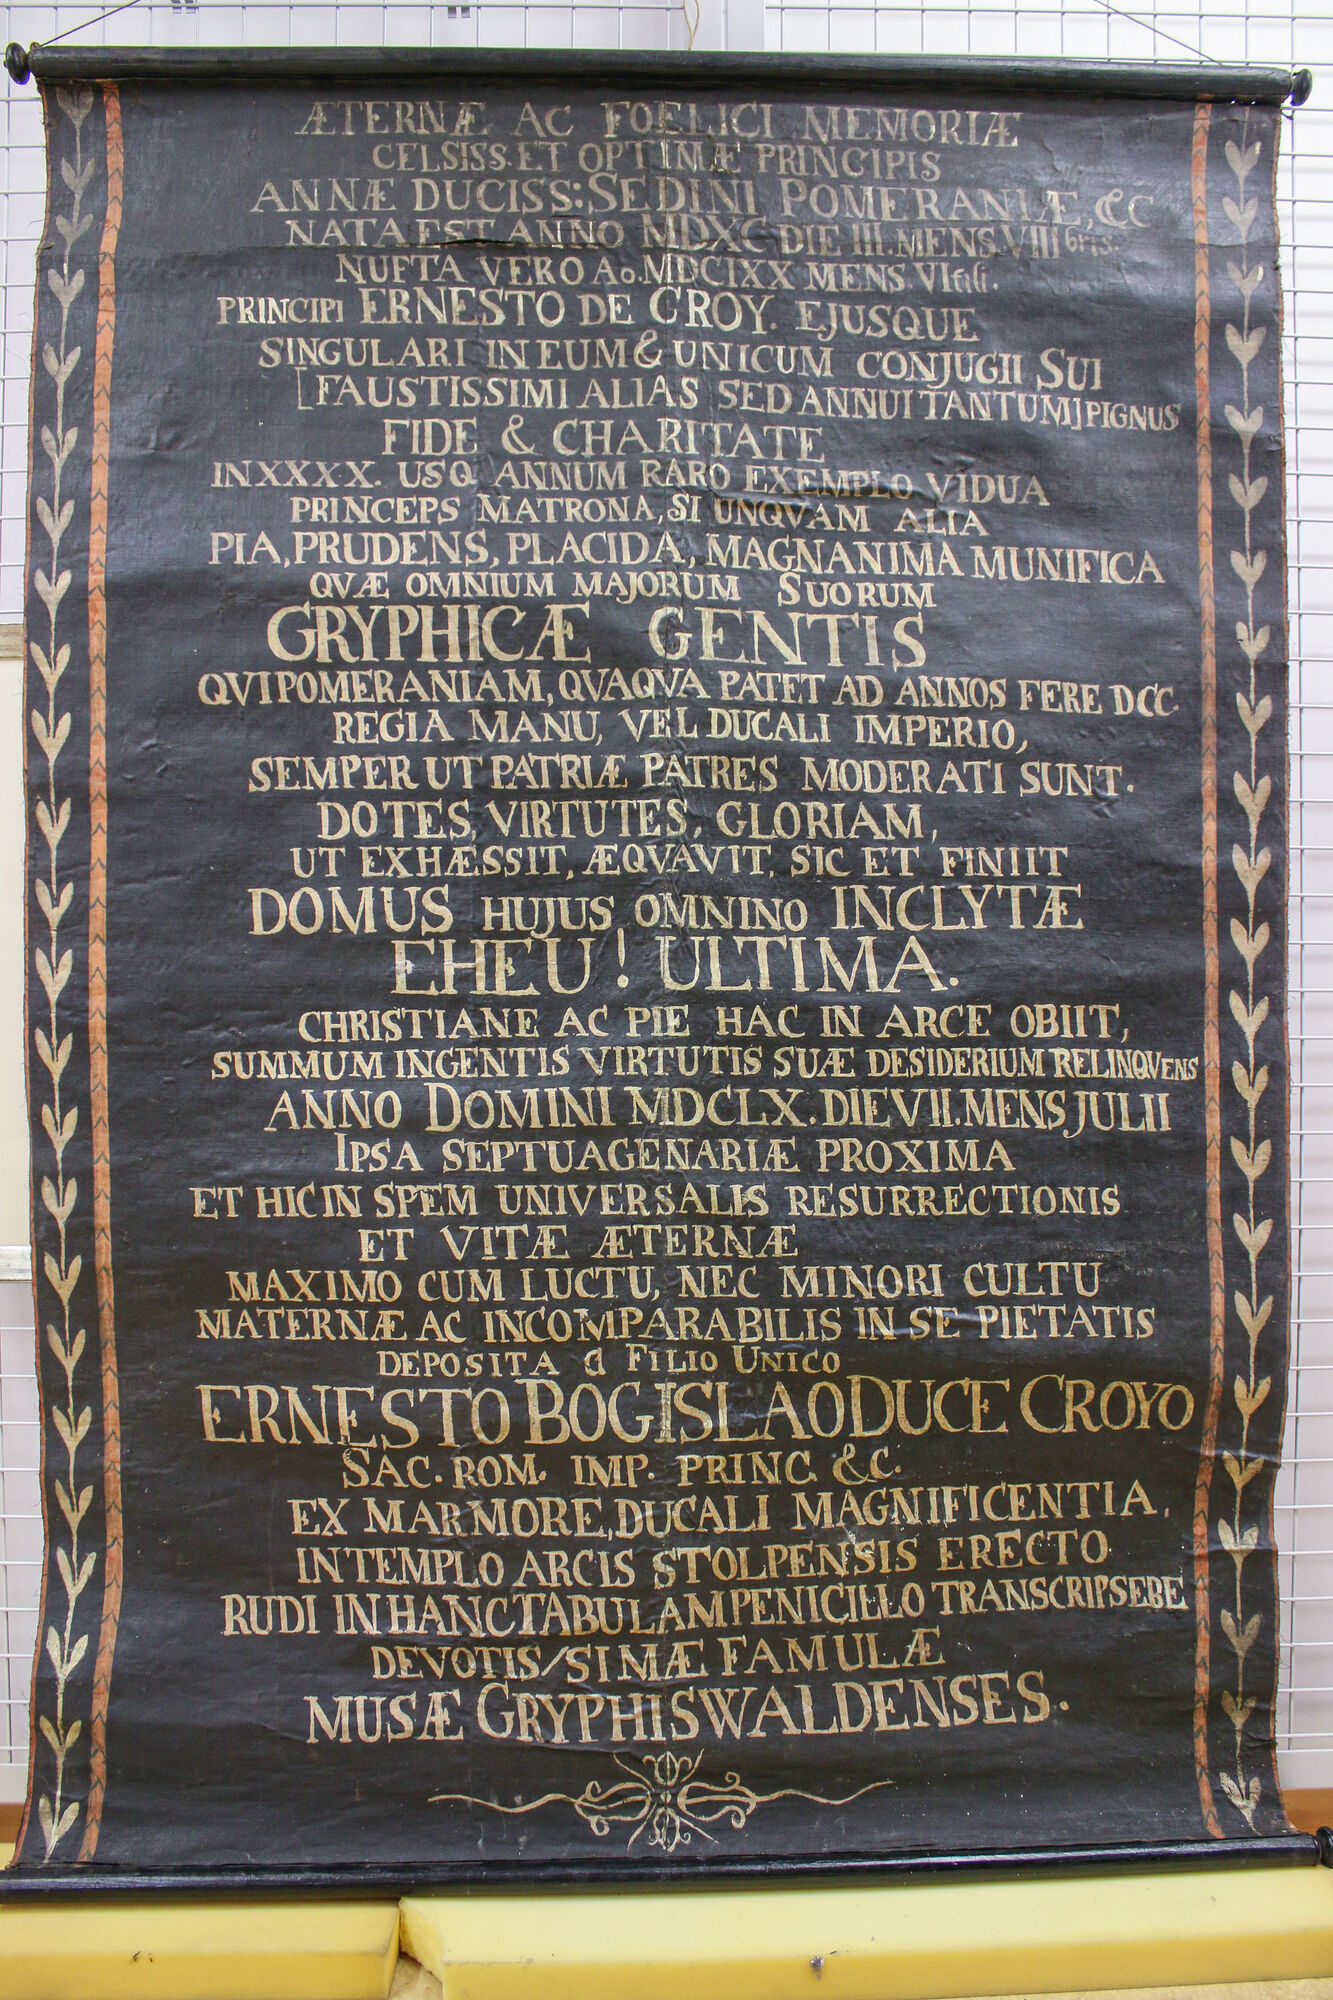 ÆTERNÆ AC FOELICI MEMORIÆ
CELSISS. ET OPTIMÆ PRINCIPIS
ANNÆ DUCISS: SEDINI POMERANIÆ, &C
NATA EST ANNO MDXC DIE III. MENS. VIII bris.
NUFTA VERO Ao. MDCIXX MENS. VItili.
PRINCIPI ERNESTO DE CROY. EJUSQUE
SINGULARI IN EUM & UNICUM CONJUGII SUI
[FAUSTISSIMI ALIAS SED ANNUI TANTUM] PIGNUS
FIDE & CHARITATE
IN XXXX. USQ ANNUM RARO EXEMPLO VIDUA
PRINCEPS MATRONA, SI UNQVAM ALIA
PIA, PRUDENS, PLACIDA, MAGNANIMA MUNIFICA
QVÆ OMNIUM MAJORUM SUORUM
GRYPHICÆ GENTIS
QVI POMERANIAM, QVAQVA PATET AD ANNOS FERE DCC.
REGIA MANU, VEL DUCALI IMPERIO,
SEMPER UT PATRIÆ PATRES MODERATI SUNT.
DOTES, VIRTUTES, GLORIAM,
UT EXHÆSSIT, ÆQVAVIT, SIC ET FINIIT
DOMUS HUJUS OMNINO INCLYTÆ
EHEU! ULTIMA.
CHRISTIANE AC PIE HAC IN ARCE OBIIT,
SUMMUM INGENTIS VIRTUTIS SUÆ DESIDERIUM RELINQVENS
ANNO DOMINI MDCLX. DIE VII. MENS JULII
IPSA SEPTUAGENARIÆ PROXIMA
ET HIC IN SPEM UNIVERSALIS RESURRECTIONIS
ET VITÆ ÆTERNÆ
MAXIMO CUM LUCTU, NEC MINORI CULTU
MATERNÆ AC INCOMPARABILIS IN SE PIETATIS
DEPOSITA a FILIO UNICO
ERNESTO BOGISLAO DUCE CROYO
SAC. ROM. IMP. PRINC. &C.
EX MARMORE, DUCALI MAGNIFICENTIA,
IN TEMPLO ARCIS STOLPENSIS ERECTO
RUDI IN HANC TABULAM PENICILLO TRANSCRIPSEBE
DEVOTISSIMÆ FAMULÆ
MUSÆ GRYPHISWALDENSES.